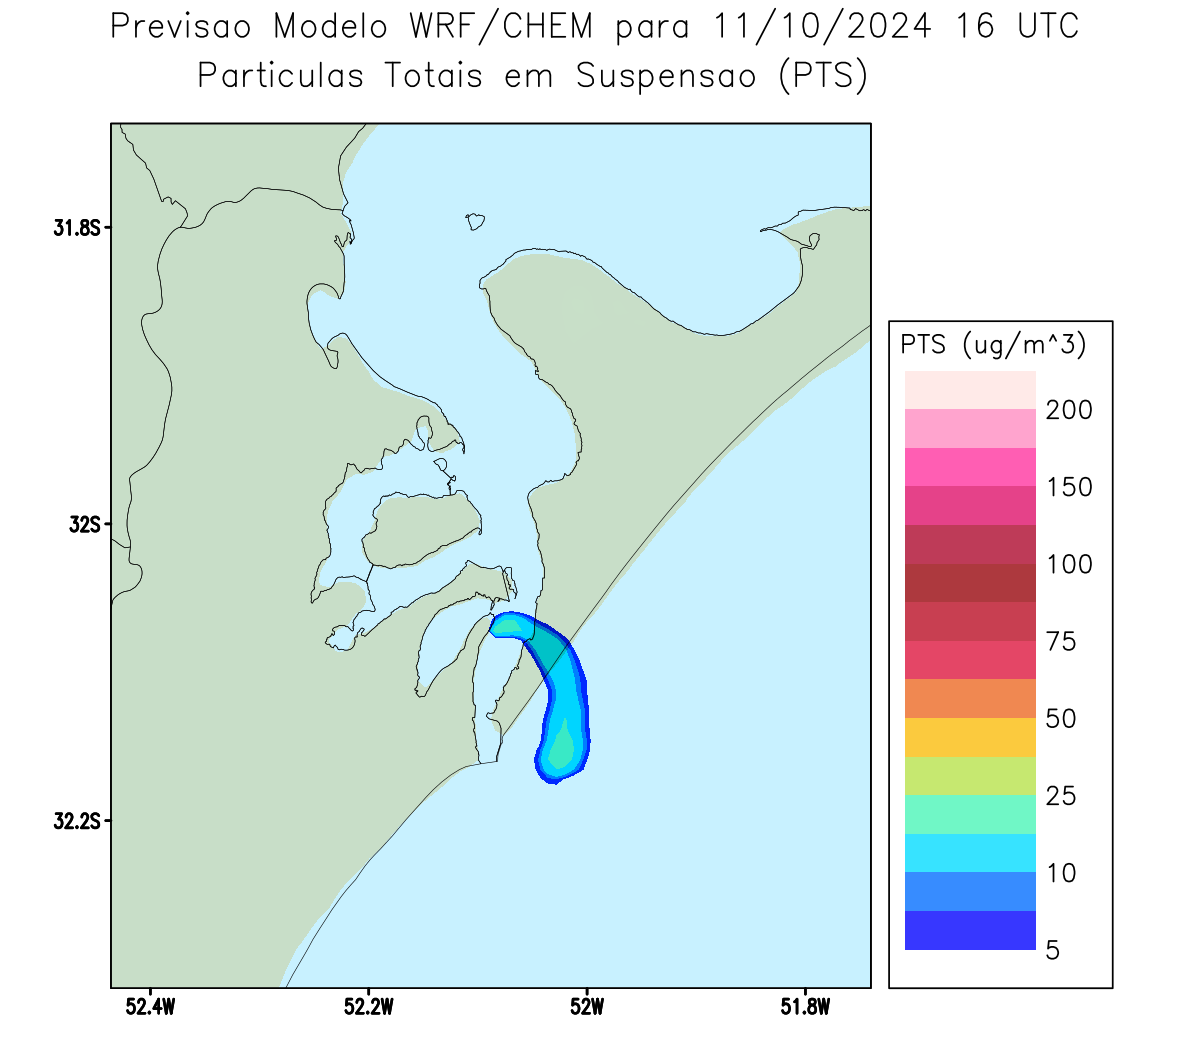 Previsao Modelo WRF/CHEM para 11/10/2024 16 UTC
Particulas Totais em Suspensao (PTS)
31.8S
32S
32.2S
52.4W
52.2W
52W
51.8W
PTS (ug/m^3)
200
150
100
75
50
25
10
5